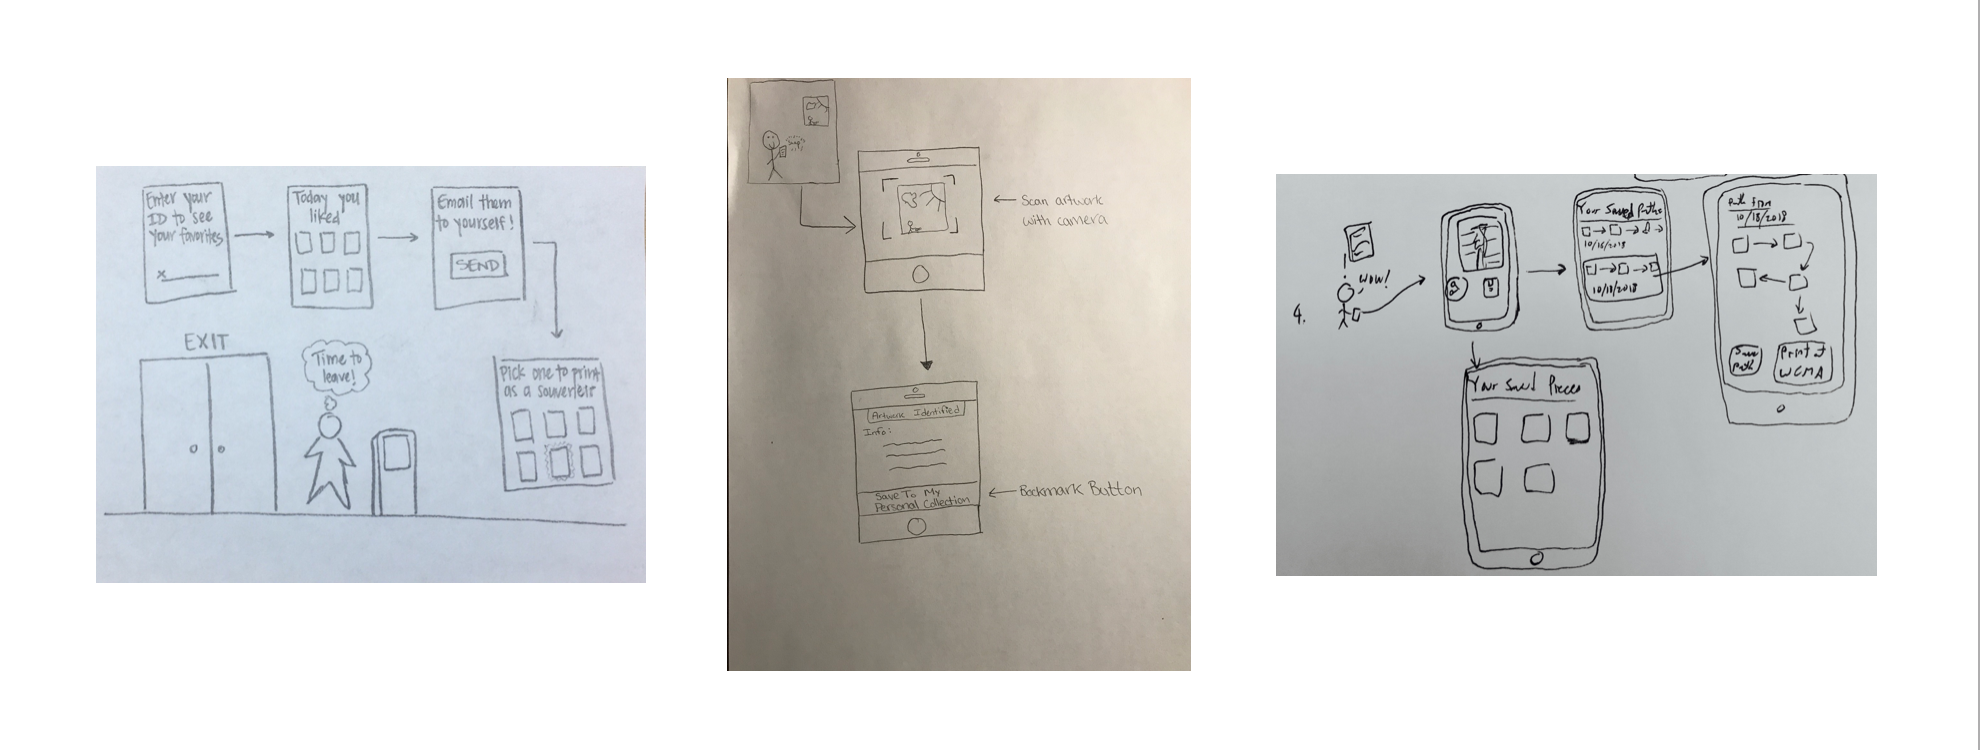 Enter your
ID to see
your favorites
x
Today you
liked
Email them
to yourself!
SEND
EXIT
Time to
leave!
Pick one to print
as a souvenir
Scan artwork
with camera
Artwork Identified
Info:
Save To My
Personal Collection
Bookmark Button
4.
WOW!
Your Saved Paths
10/16/2018
10/18/2018
Path from
10/18/2018
Save
Path
Print at
WCMA
Your Saved Pieces